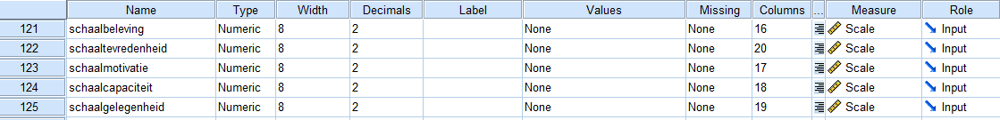 Name Type Width Decimals Label Values Missing Columns ... Measure Role
121 schaalbeleving Numeric 8 2 None None 16 Scale Input
122 schaaltevredenheid Numeric 8 2 None None 20 Scale Input
123 schaalmotivatie Numeric 8 2 None None 17 Scale Input
124 schaalcapaciteit Numeric 8 2 None None 18 Scale Input
125 schaalgelegenheid Numeric 8 2 None None 19 Scale Input